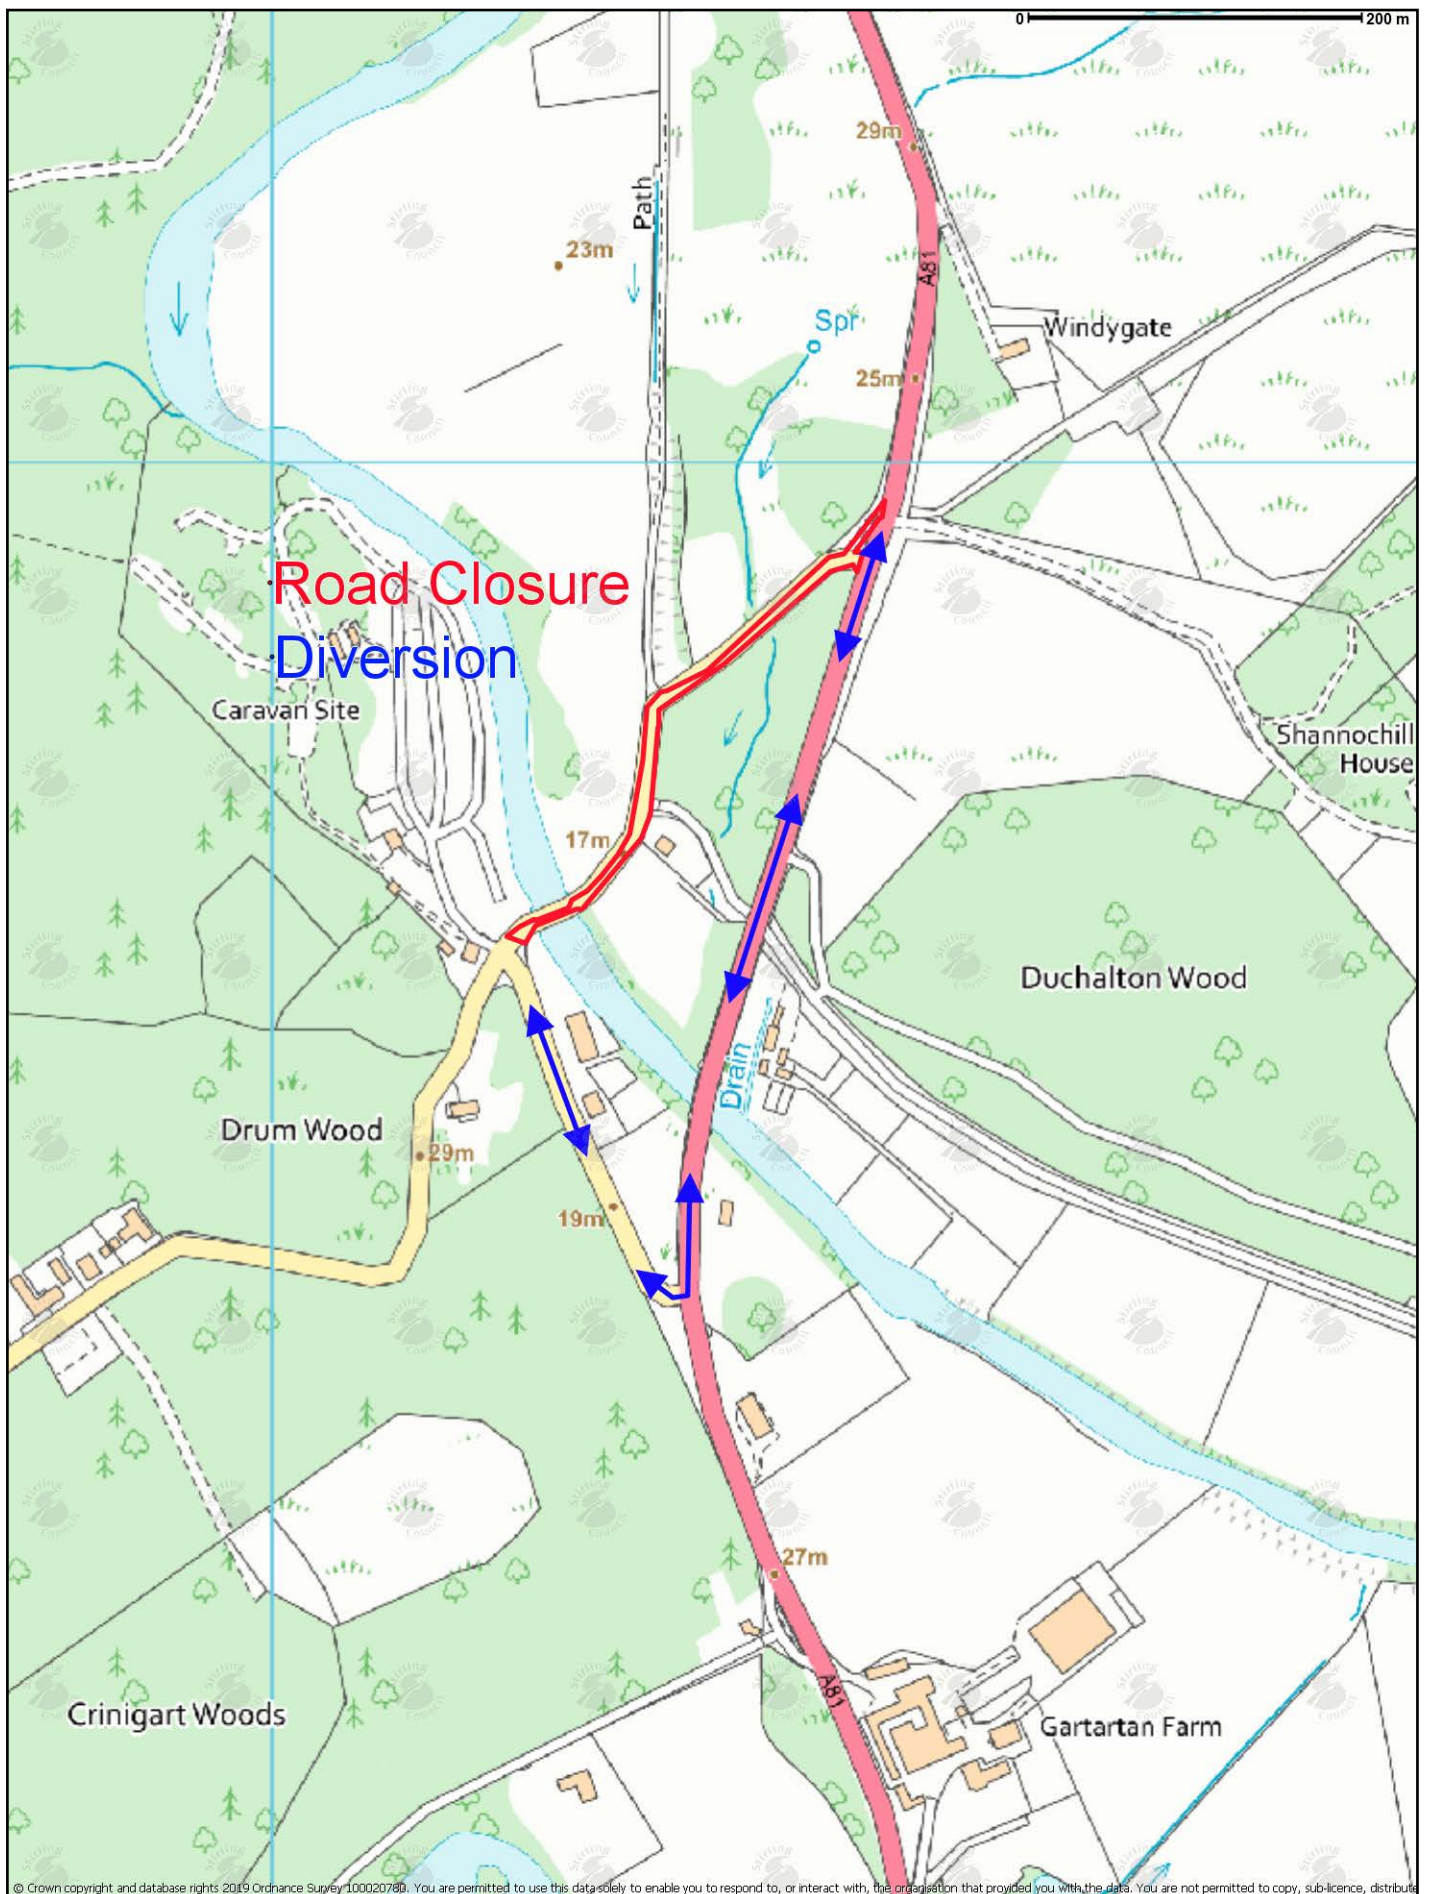 0
200 m
29m
Path
23m
A81
Spr
Windygate
25m
Road Closure
Diversion
Caravan Site
Shannochill
House
17m
Duchalton Wood
Drain
Drum Wood
29m
19m
27m
A81
Crinigart Woods
Gartartan Farm
Stirling
Council
© Crown copyright and database rights 2019 Ordnance Survey 100020780. You are permitted to use this data solely to enable you to respond to, or interact with, the organisation that provided you with the data. You are not permitted to copy, sub-licence, distribute